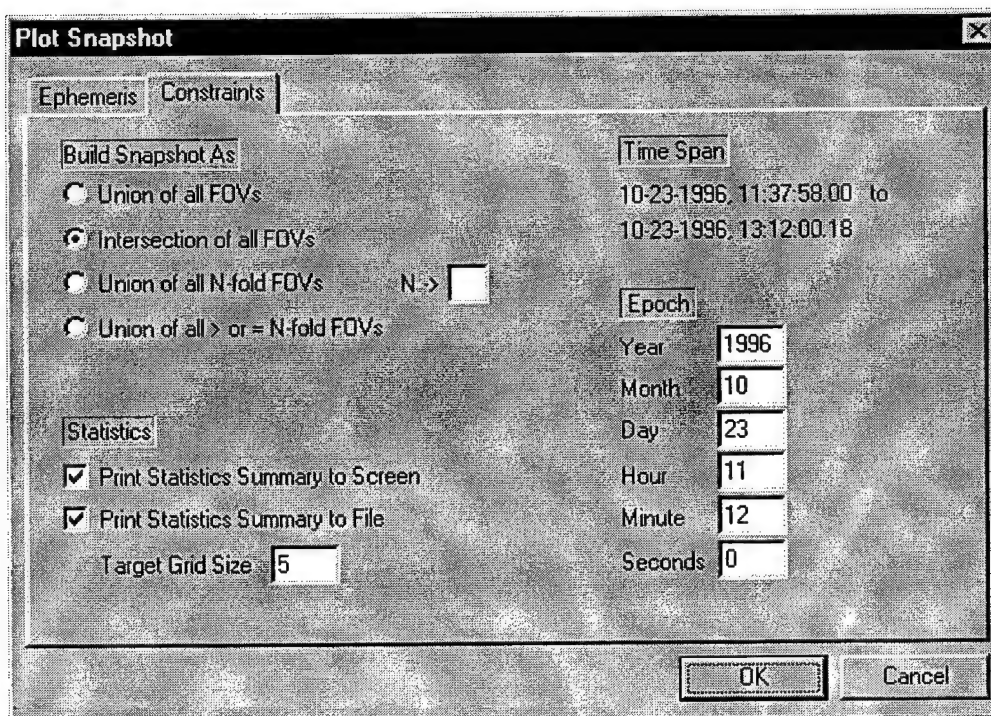 Plot Snapshot
Ephemeris Constraints
Build Snapshot As
Union of all FOVs
Intersection of all FOVs
Union of all N-fold FOVs N ->
Union of all > or = N-fold FOVs
Statistics
Print Statistics Summary to Screen
Print Statistics Summary to File
Target Grid Size 5
Time Span
10-23-1996, 11:37:58.00 to
10-23-1996, 13:12:00.18
Epoch
Year 1996
Month 10
Day 23
Hour 11
Minute 12
Seconds 0
OK Cancel